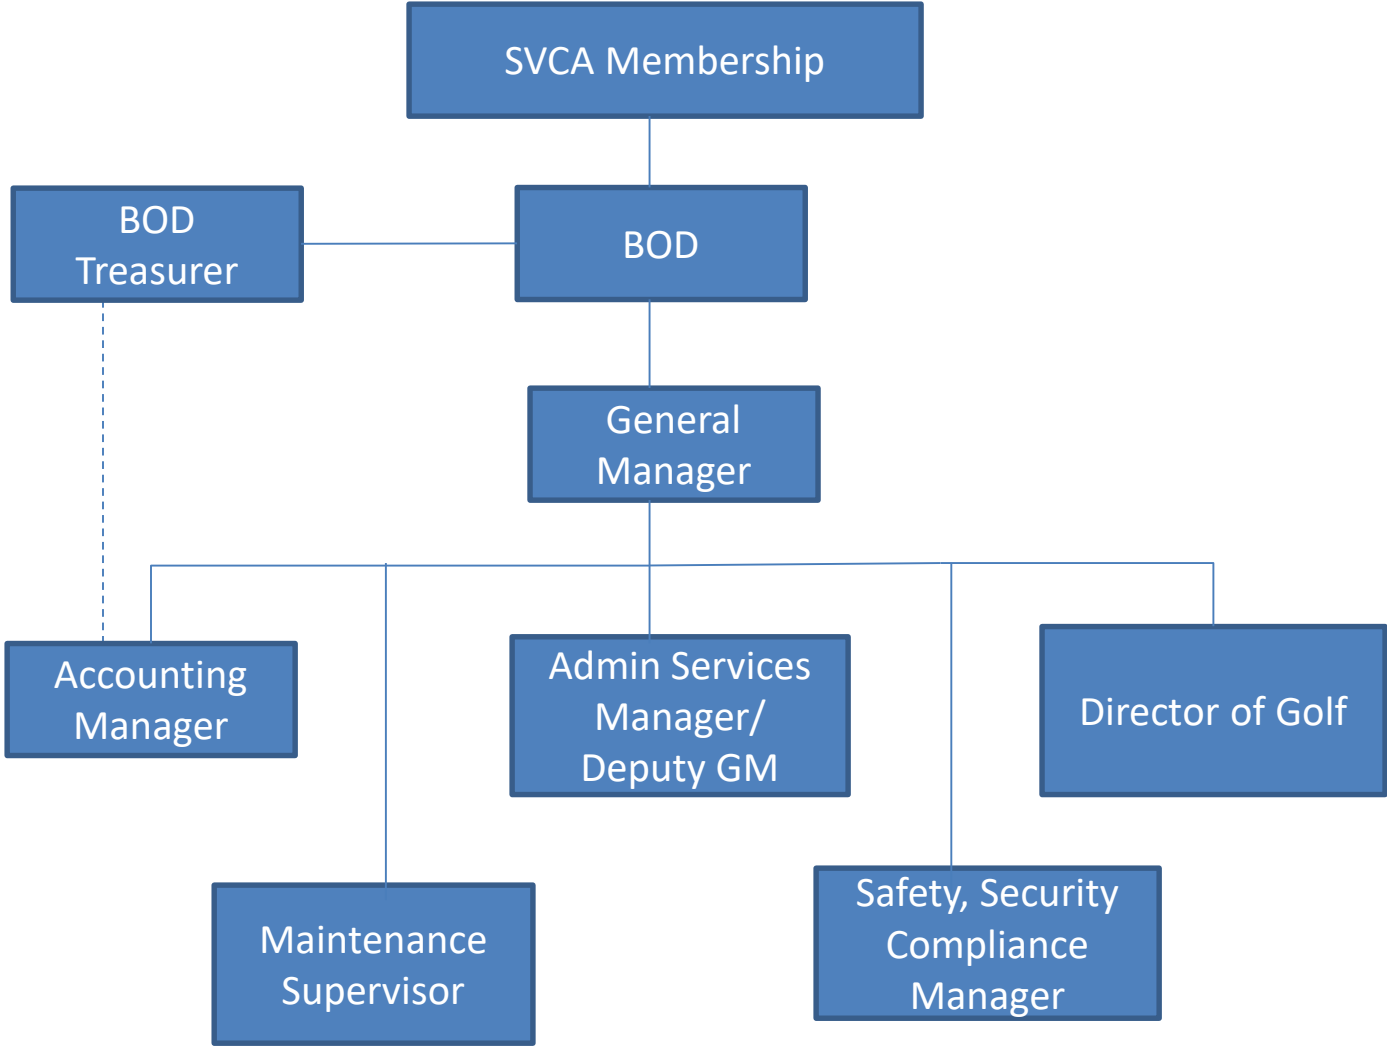 SVCA Membership
BOD
Treasurer
BOD
General
Manager
Accounting
Manager
Admin Services
Manager/
Deputy GM
Director of Golf
Maintenance
Supervisor
Safety, Security
Compliance
Manager